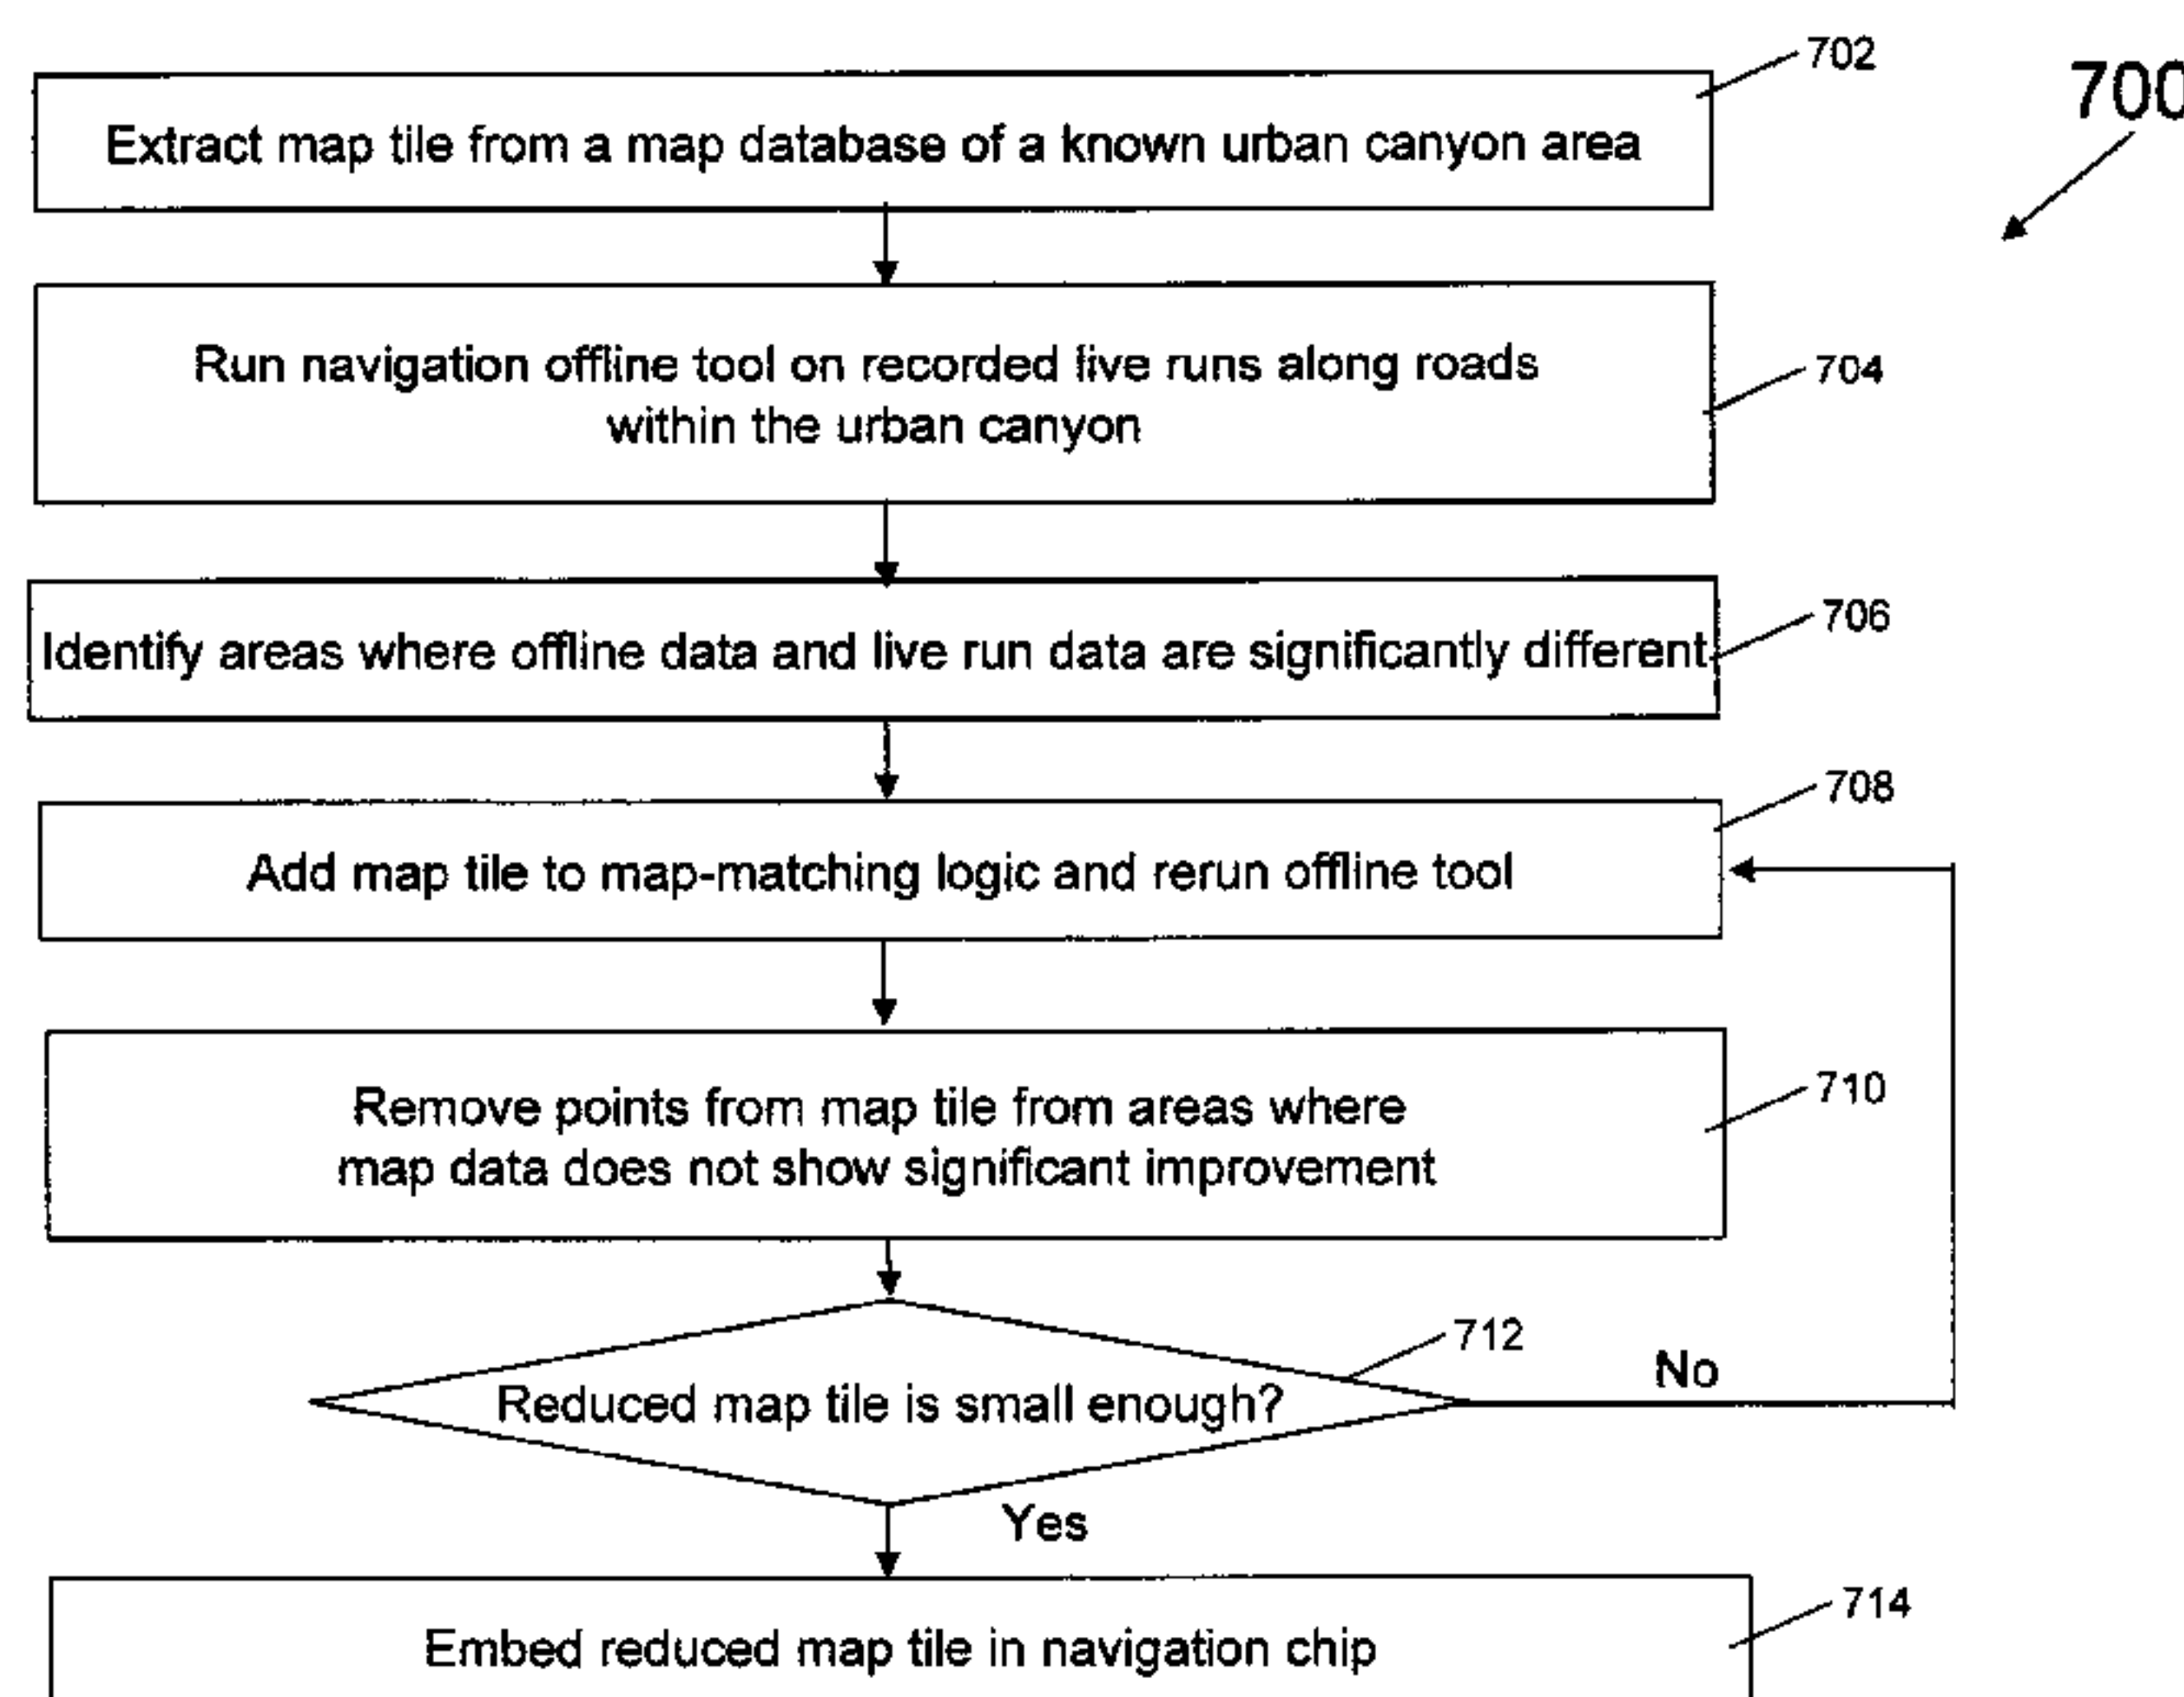 702
700
Extract map tile from a map database of a known urban canyon area
Run navigation offline tool on recorded live runs along roads
within the urban canyon
704
Identify areas where offline data and live run data are significantly different
706
708
Add map tile to map-matching logic and rerun offline tool
Remove points from map tile from areas where
map data does not show significant improvement
710
712
No
Reduced map tile is small enough?
Yes
714
Embed reduced map tile in navigation chip